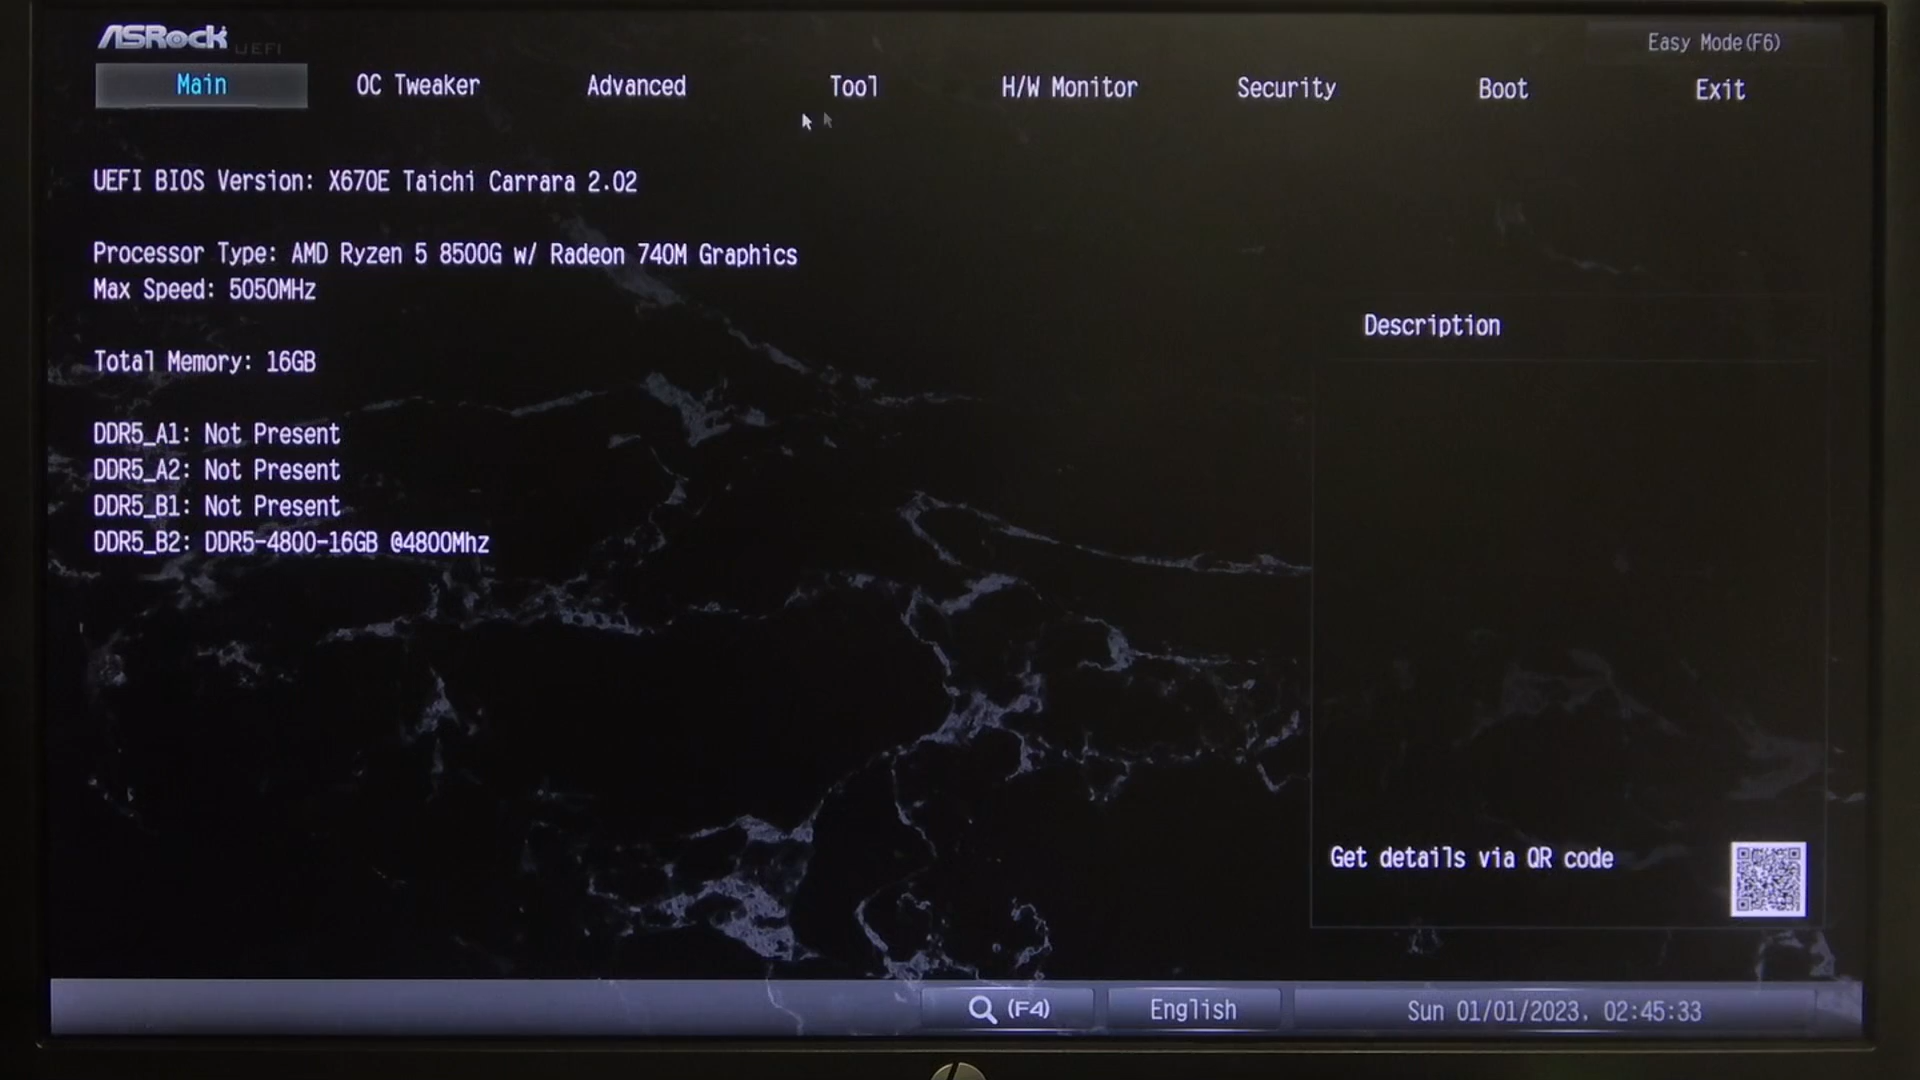 ASRock UEFI
Easy Mode(F6)
Main OC Tweaker Advanced Tool H/W Monitor Security Boot Exit
UEFI BIOS Version: X670E Taichi Carrara 2.02
Processor Type: AMD Ryzen 5 8500G w/ Radeon 740M Graphics
Max Speed: 5050MHz
Total Memory: 16GB
DDR5_A1: Not Present
DDR5_A2: Not Present
DDR5_B1: Not Present
DDR5_B2: DDR5-4800-16GB @4800Mhz
Description
Get details via QR code
(F4) English Sun 01/01/2023. 02:45:33